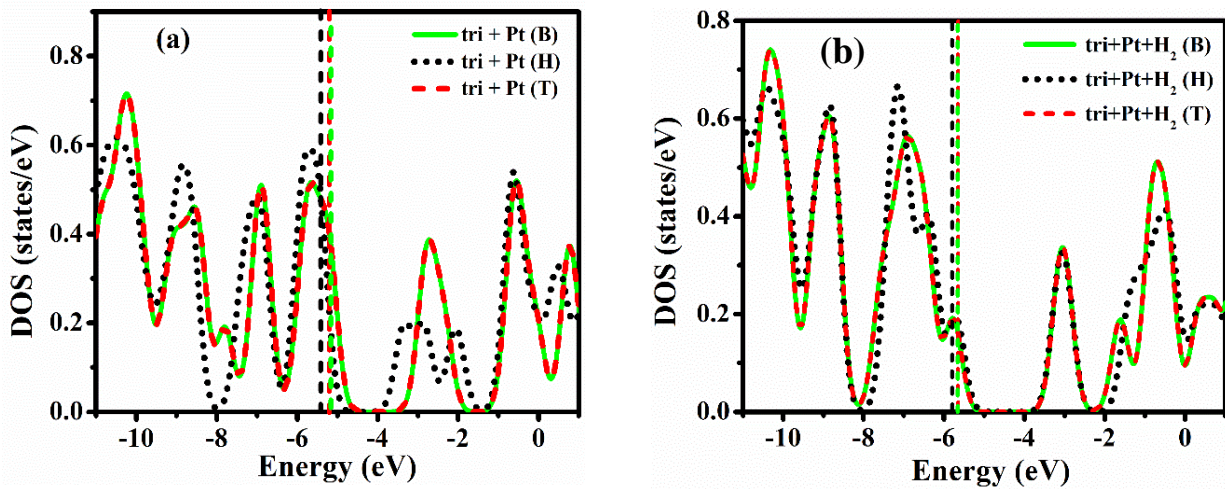 (a)
tri + Pt (B)
tri + Pt (H)
tri + Pt (T)
DOS (states/eV)
0.8
0.6
0.4
0.2
0.0
-10 -8 -6 -4 -2 0
Energy (eV)
(b)
tri+Pt+H₂ (B)
tri+Pt+H₂ (H)
tri+Pt+H₂ (T)
DOS (states/eV)
0.8
0.6
0.4
0.2
0.0
-10 -8 -6 -4 -2 0
Energy (eV)